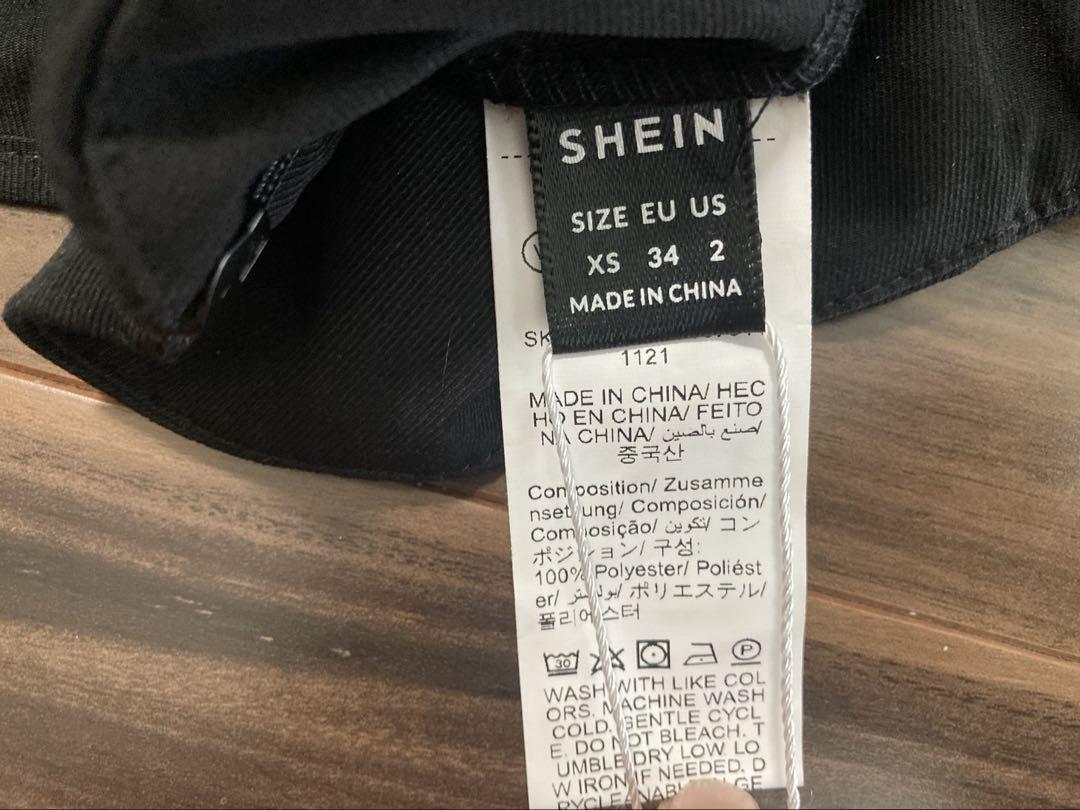 SHEIN
SIZE EU US
XS 34 2
MADE IN CHINA
SK
1121
MADE IN CHINA/ HEC
HO EN CHINA/ FEITO
NA CHINA/ صنع بالصين/
중국산
Composition/ Zusamme
nsetzung/ Composición/
Composição/ تكوين/ コン
ポジション/ 구성:
100% Polyester/ Poliést
er/ بوليستر/ ポリエステル/
폴리에스터
30 P
WASH WITH LIKE COL
ORS. MACHINE WASH
COLD. GENTLE CYCL
E. DO NOT BLEACH. T
UMBLE DRY LOW. LO
W IRON IF NEEDED. D
RYCLEANABLE. GE